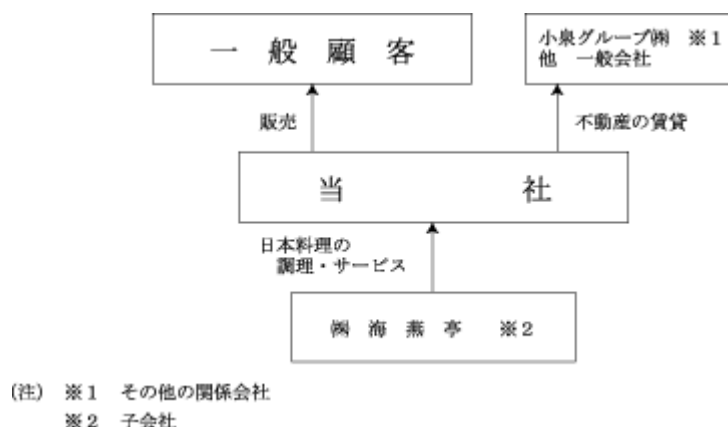 一般顧客
小泉グループ㈱ ※1
他 一般会社
販売
不動産の賃貸
当社
日本料理の
調理・サービス
㈱海燕亭 ※2
(注) ※1 その他の関係会社
※2 子会社